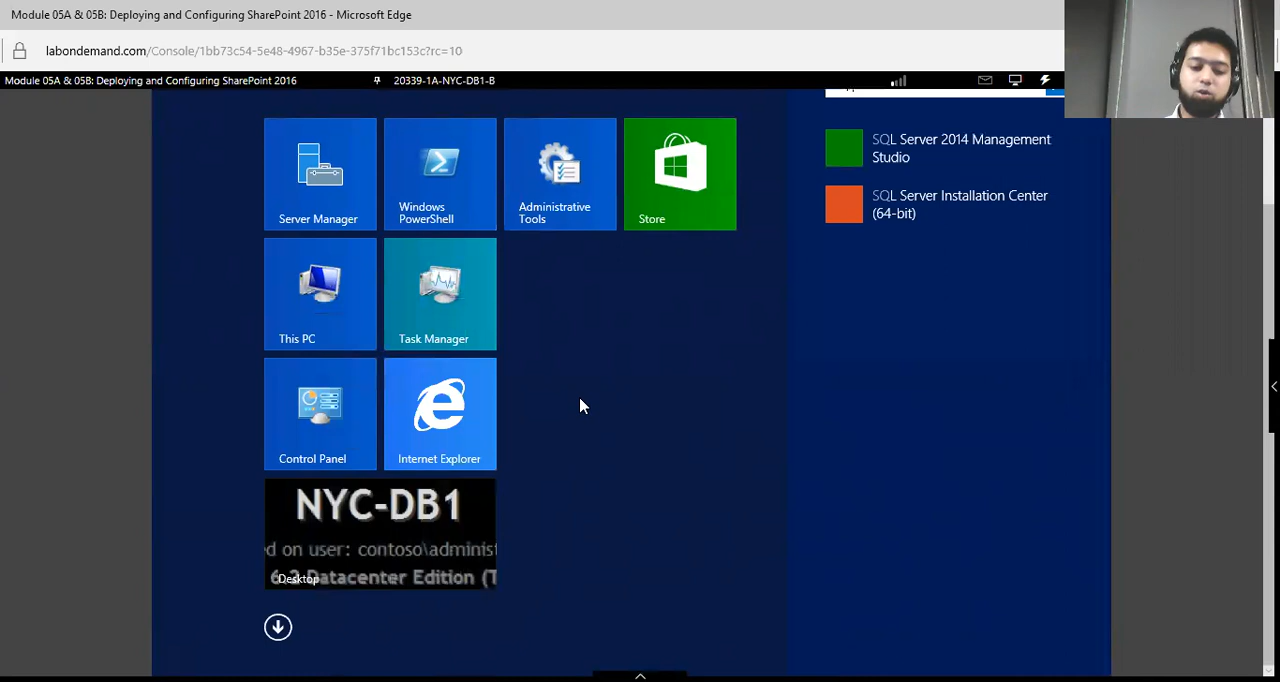 Module 05A & 05B: Deploying and Configuring SharePoint 2016 - Microsoft Edge
labondemand.com/Console/1bb73c54-5e48-4967-b35e-375f71bc153c?rc=10
Module 05A & 05B: Deploying and Configuring SharePoint 2016
20339-1A-NYC-DB1-B
Server Manager
Windows
PowerShell
Administrative
Tools
Store
SQL Server 2014 Management
Studio
SQL Server Installation Center
(64-bit)
This PC
Task Manager
Control Panel
Internet Explorer
NYC-DB1
d on user: contoso\administ
Datacenter Edition (T
Desktop